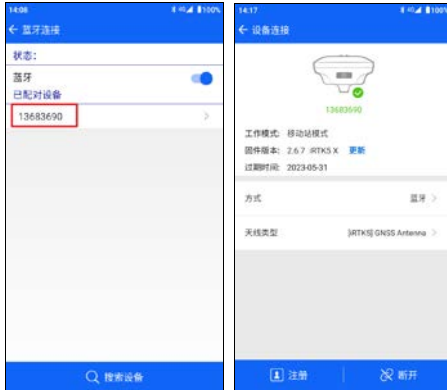 14:08
4G 100%
蓝牙连接
状态:
蓝牙
已配对设备
13683690
搜索设备
14:17
4G 100%
设备连接
13683690
工作模式: 移动站模式
固件版本: 2.6.7 iRTK5 X 更新
过期时间: 2023-05-31
方式 蓝牙
天线类型 [iRTK5] GNSS Antenna
注册 断开